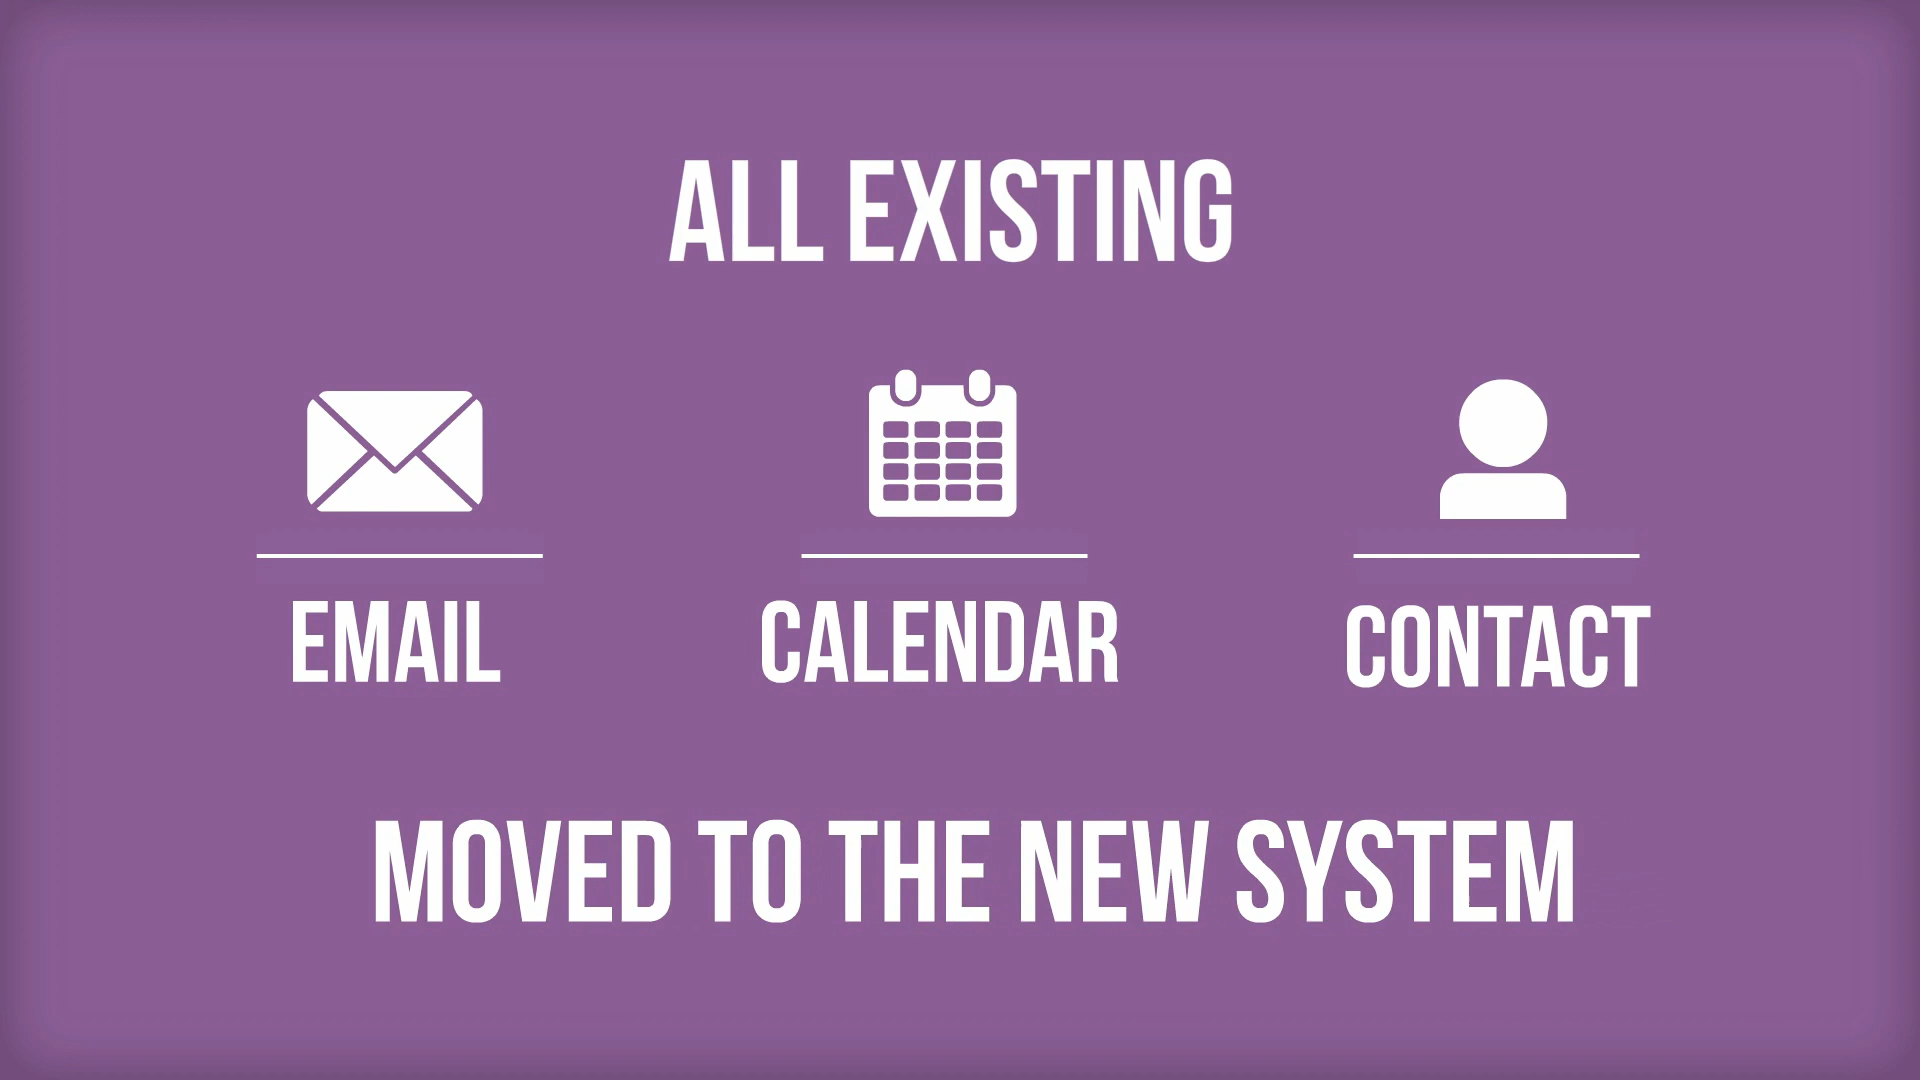 ALL EXISTING
EMAIL
CALENDAR
CONTACT
MOVED TO THE NEW SYSTEM